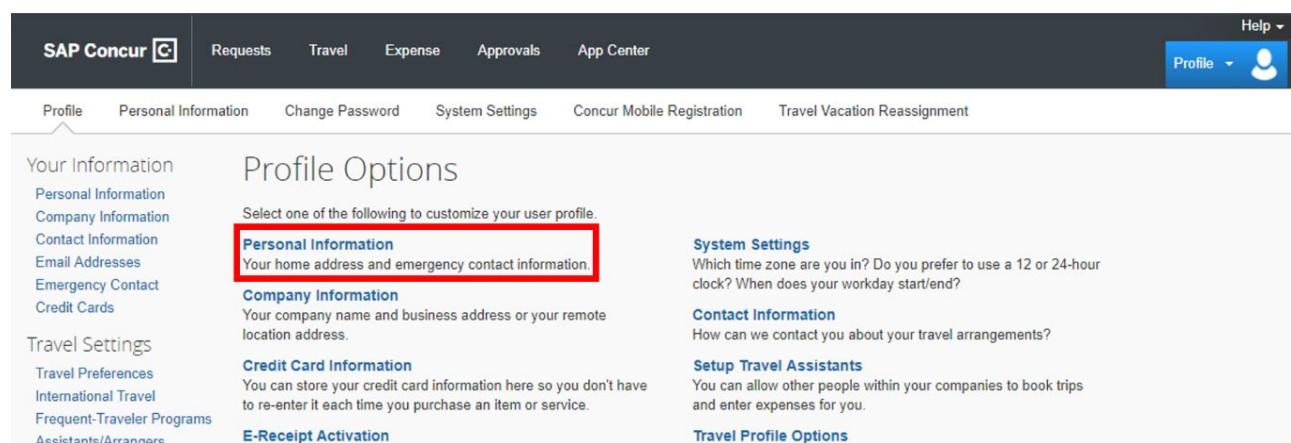 Help
SAP Concur C Requests Travel Expense Approvals App Center
Profile
Profile Personal Information Change Password System Settings Concur Mobile Registration Travel Vacation Reassignment
Your Information
Personal Information
Company Information
Contact Information
Email Addresses
Emergency Contact
Credit Cards
Travel Settings
Travel Preferences
International Travel
Frequent-Traveler Programs
Assistants/Arrangers
Profile Options
Select one of the following to customize your user profile.
Personal Information
Your home address and emergency contact information.
Company Information
Your company name and business address or your remote
location address.
Credit Card Information
You can store your credit card information here so you don't have
to re-enter it each time you purchase an item or service.
E-Receipt Activation
System Settings
Which time zone are you in? Do you prefer to use a 12 or 24-hour
clock? When does your workday start/end?
Contact Information
How can we contact you about your travel arrangements?
Setup Travel Assistants
You can allow other people within your companies to book trips
and enter expenses for you.
Travel Profile Options